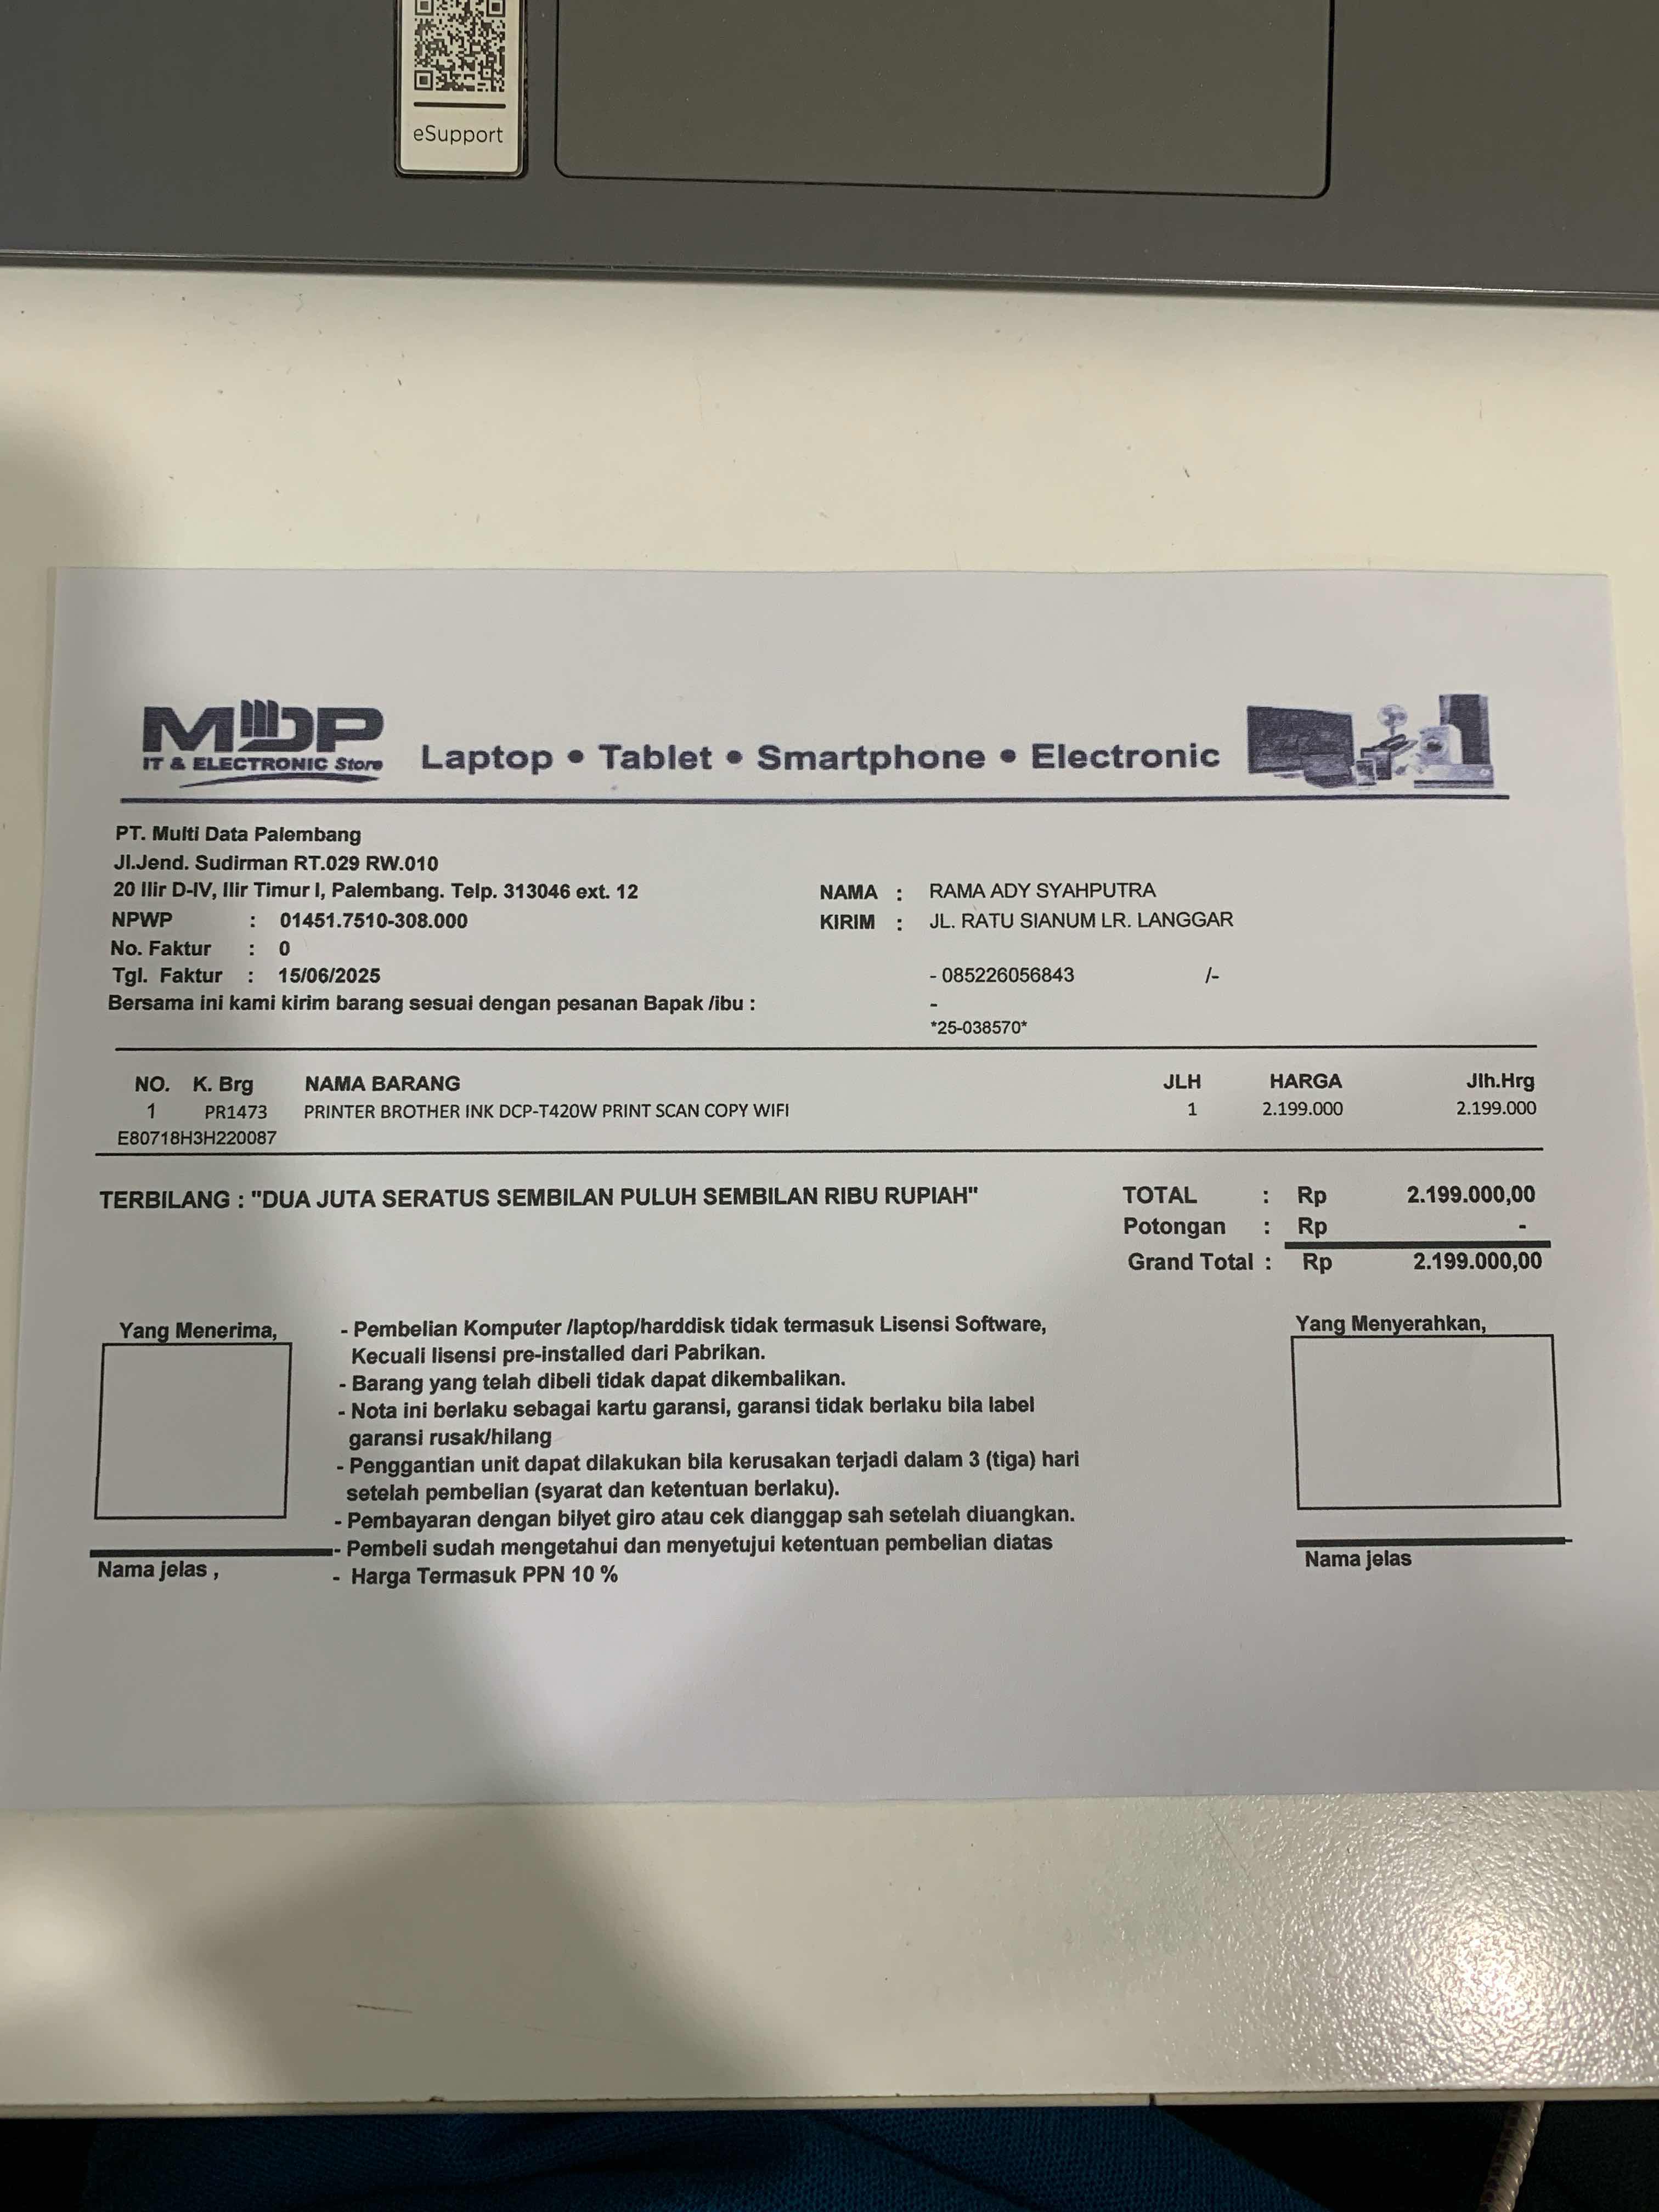 eSupport
MDP
IT & ELECTRONIC Store
Laptop • Tablet • Smartphone • Electronic
PT. Multi Data Palembang
Jl.Jend. Sudirman RT.029 RW.010
20 Ilir D-IV, Ilir Timur I, Palembang. Telp. 313046 ext. 12
NAMA : RAMA ADY SYAHPUTRA
NPWP : 01451.7510-308.000
KIRIM : JL. RATU SIANUM LR. LANGGAR
No. Faktur : 0
Tgl. Faktur : 15/06/2025
- 085226056843 /-
Bersama ini kami kirim barang sesuai dengan pesanan Bapak /ibu :
-
*25-038570*
NO. K. Brg NAMA BARANG JLH HARGA Jlh.Hrg
1 PR1473 PRINTER BROTHER INK DCP-T420W PRINT SCAN COPY WIFI 1 2.199.000 2.199.000
E80718H3H220087
TERBILANG : "DUA JUTA SERATUS SEMBILAN PULUH SEMBILAN RIBU RUPIAH"
TOTAL : Rp 2.199.000,00
Potongan : Rp -
Grand Total : Rp 2.199.000,00
Yang Menerima,
- Pembelian Komputer /laptop/harddisk tidak termasuk Lisensi Software,
Kecuali lisensi pre-installed dari Pabrikan.
- Barang yang telah dibeli tidak dapat dikembalikan.
- Nota ini berlaku sebagai kartu garansi, garansi tidak berlaku bila label
garansi rusak/hilang
- Penggantian unit dapat dilakukan bila kerusakan terjadi dalam 3 (tiga) hari
setelah pembelian (syarat dan ketentuan berlaku).
- Pembayaran dengan bilyet giro atau cek dianggap sah setelah diuangkan.
- Pembeli sudah mengetahui dan menyetujui ketentuan pembelian diatas
- Harga Termasuk PPN 10 %
Nama jelas ,
Yang Menyerahkan,
Nama jelas